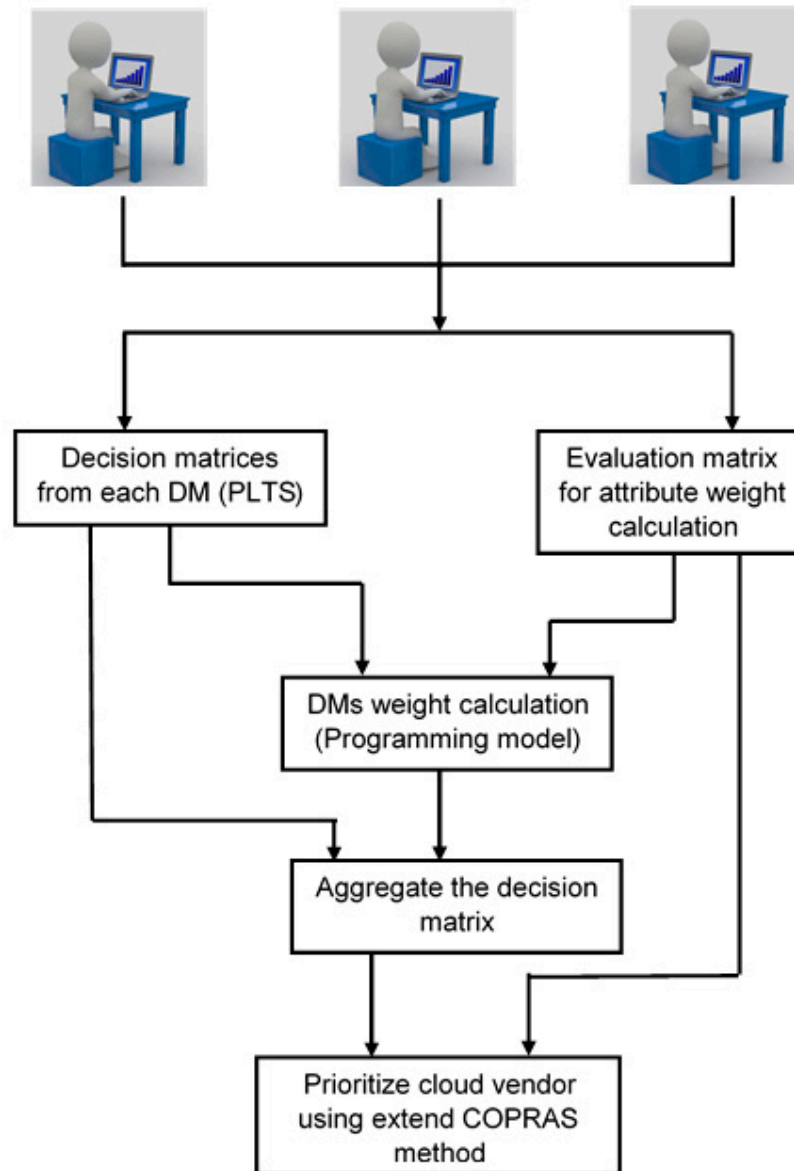 Decision matrices
from each DM (PLTS)
Evaluation matrix
for attribute weight
calculation
DMs weight calculation
(Programming model)
Aggregate the decision
matrix
Prioritize cloud vendor
using extend COPRAS
method